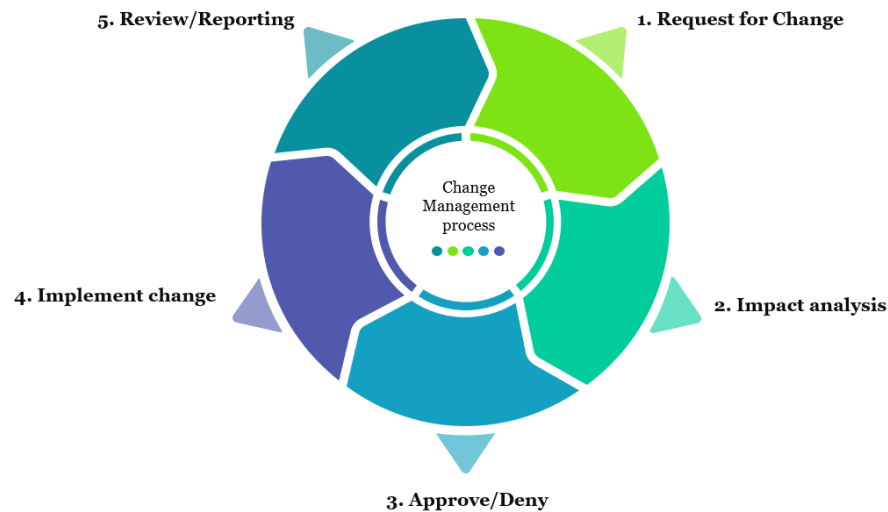 5. Review/Reporting
1. Request for Change
Change
Management
process
4. Implement change
2. Impact analysis
3. Approve/Deny